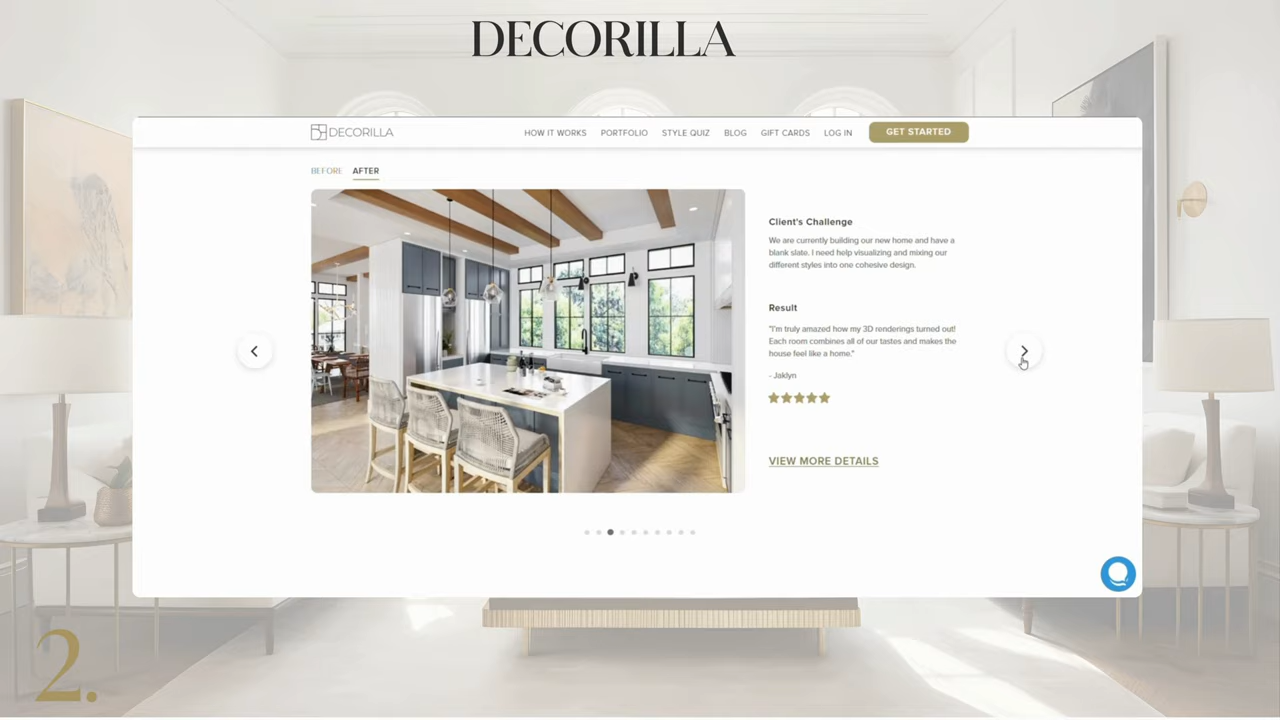 DECORILLA
DECORILLA
HOW IT WORKS PORTFOLIO STYLE QUIZ BLOG GIFT CARDS LOG IN GET STARTED
BEFORE AFTER
Client's Challenge
We are currently building our new home and have a
blank slate. I need help visualizing and mixing our
different styles into one cohesive design.
Result
"I'm truly amazed how my 3D renderings turned out!
Each room combines all of our tastes and makes the
house feel like a home."
- Jaklyn
VIEW MORE DETAILS
2.